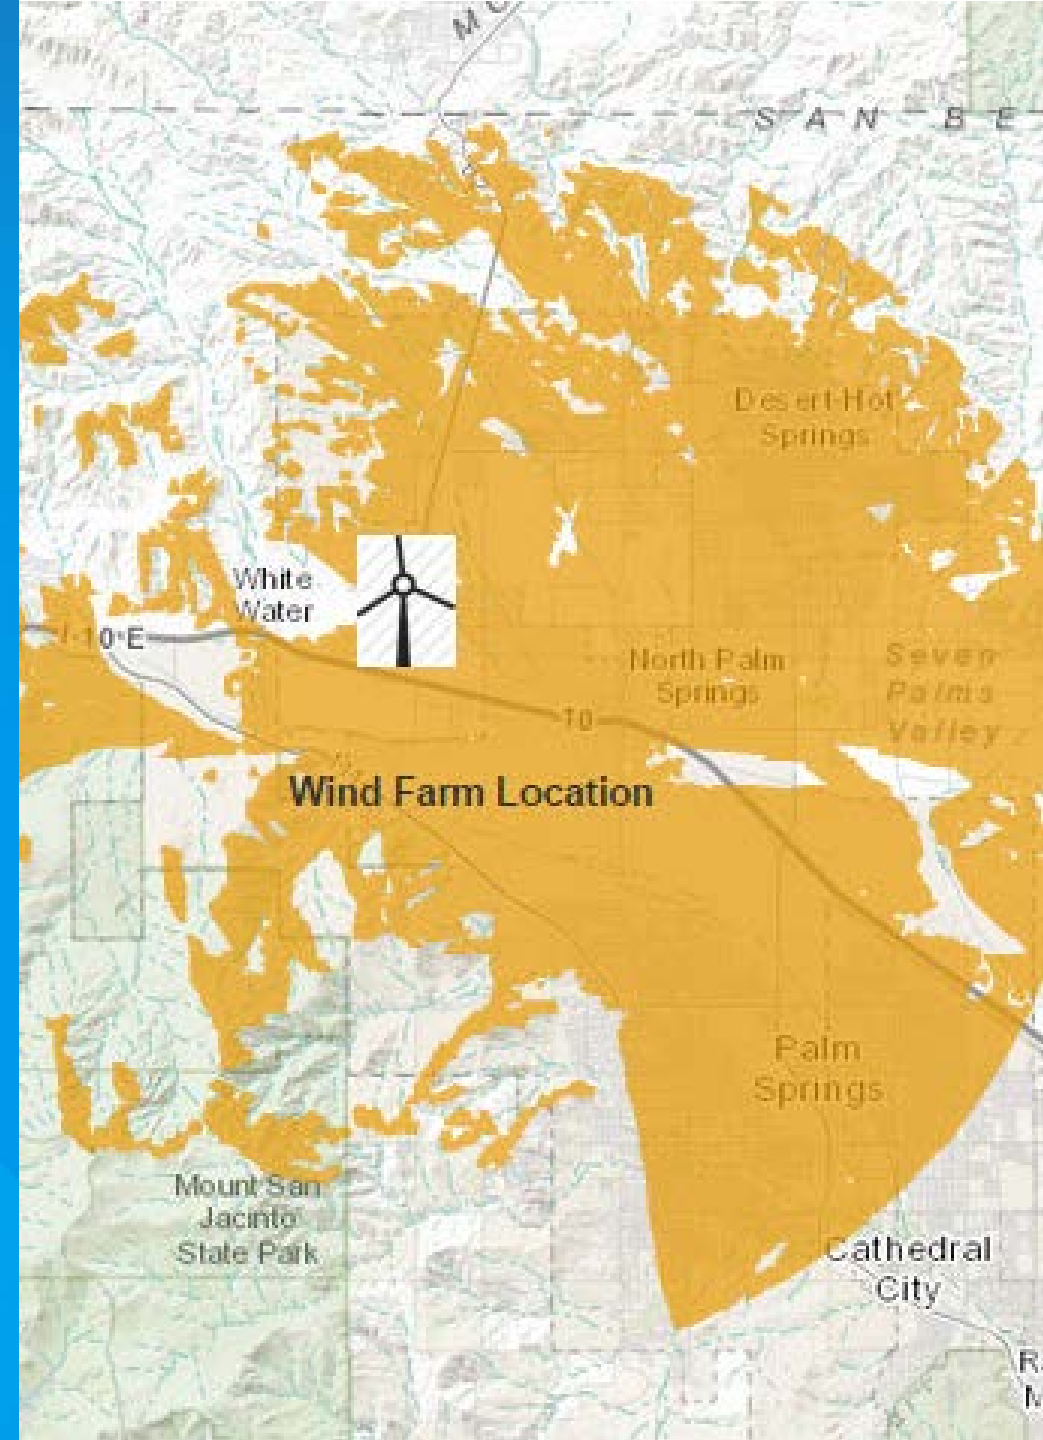 M
S A N B E
Desert Hot
Springs
White
Water
I-10·E
North Palm
Springs
Seven
Palms
Valley
10
Wind Farm Location
Palm
Springs
Mount San
Jacinto
State Park
Cathedral
City
R
M